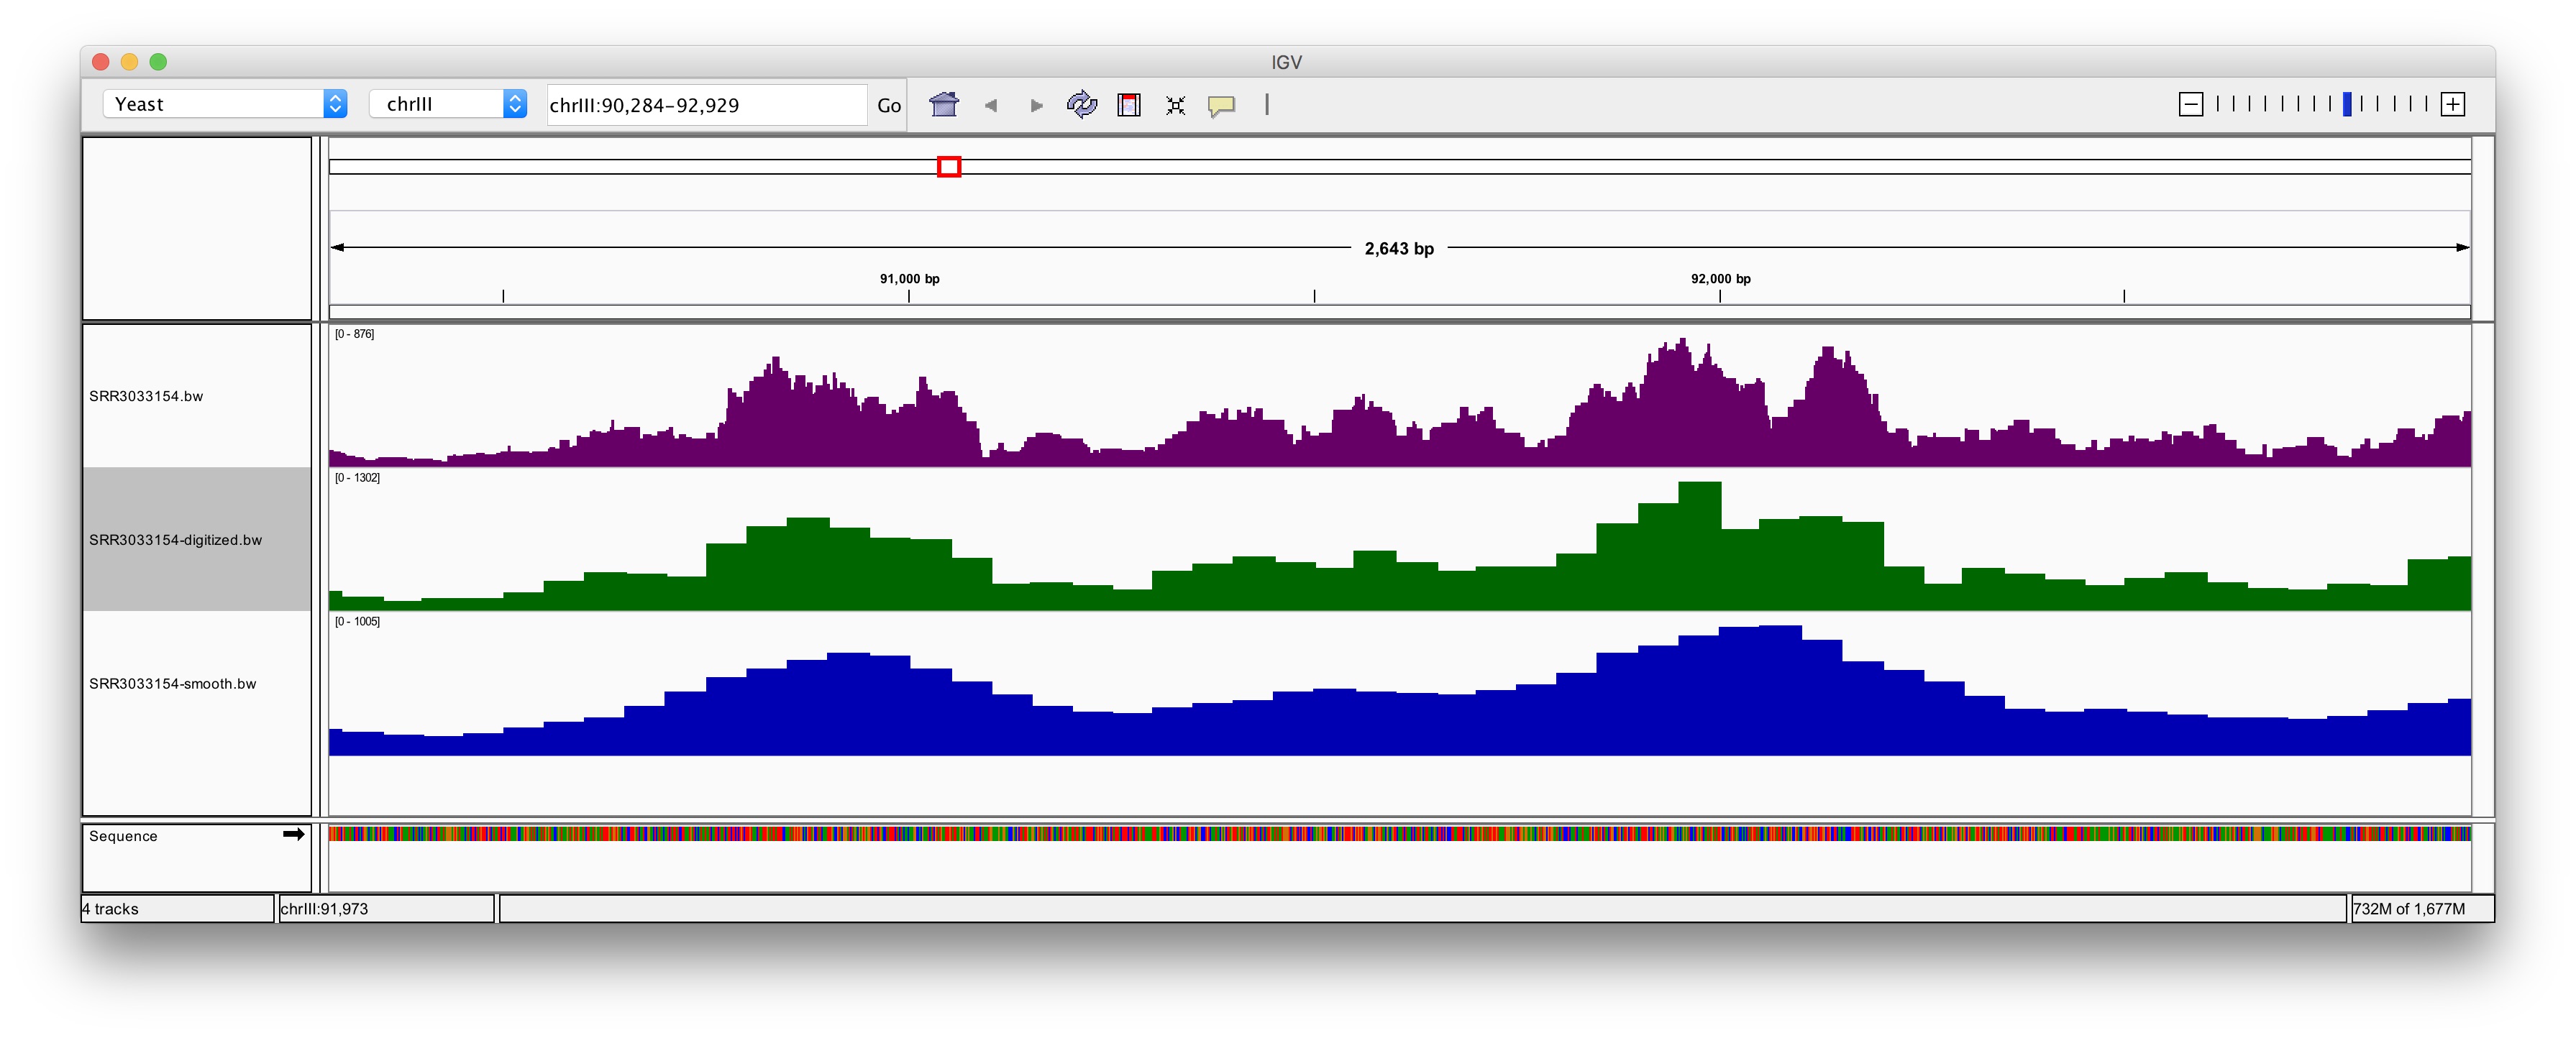 IGV
Yeast chrIII chrIII:90,284-92,929 Go
2,643 bp
91,000 bp 92,000 bp
[0 - 876]
SRR3033154.bw
[0 - 1302]
SRR3033154-digitized.bw
[0 - 1005]
SRR3033154-smooth.bw
Sequence
4 tracks chrIII:91,973 732M of 1,677M